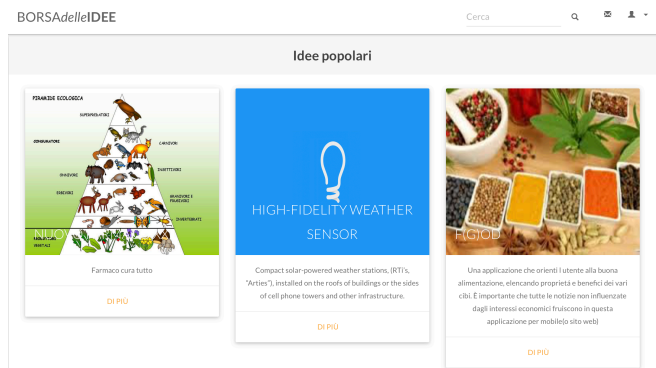 BORSAdelleIDEE
Cerca
Idee popolari
PIRAMIDE ECOLOGICA
SUPERPREDATORI
CONSUMATORI
CARNIVORI
ONNIVORI
INSETTIVORI
ERBIVORI
GRANIVORI E
FRUGIVORI
INVERTEBRATI
VEGETALI
Farmaco cura tutto
DI PIÙ
HIGH-FIDELITY WEATHER
SENSOR
Compact solar-powered weather stations, (RTI's,
"Arties"), installed on the roofs of buildings or the sides
of cell phone towers and other infrastructure.
DI PIÙ
F(G)OD
Una applicazione che orienti l utente alla buona
alimentazione, elencando proprietá e benefici dei vari
cibi. È importante che tutte le notizie non influenzate
dagli interessi economici fruiscono in questa
applicazione per mobile(o sito web)
DI PIÙ